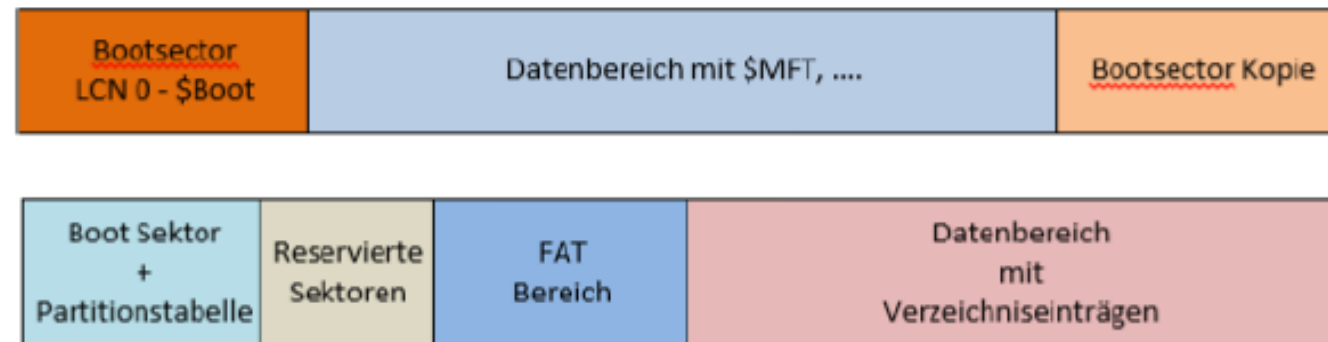 Bootsector
LCN 0 - $Boot
Datenbereich mit $MFT, ....
Bootsector Kopie
Boot Sektor
+
Partitionstabelle
Reservierte
Sektoren
FAT
Bereich
Datenbereich
mit
Verzeichniseinträgen